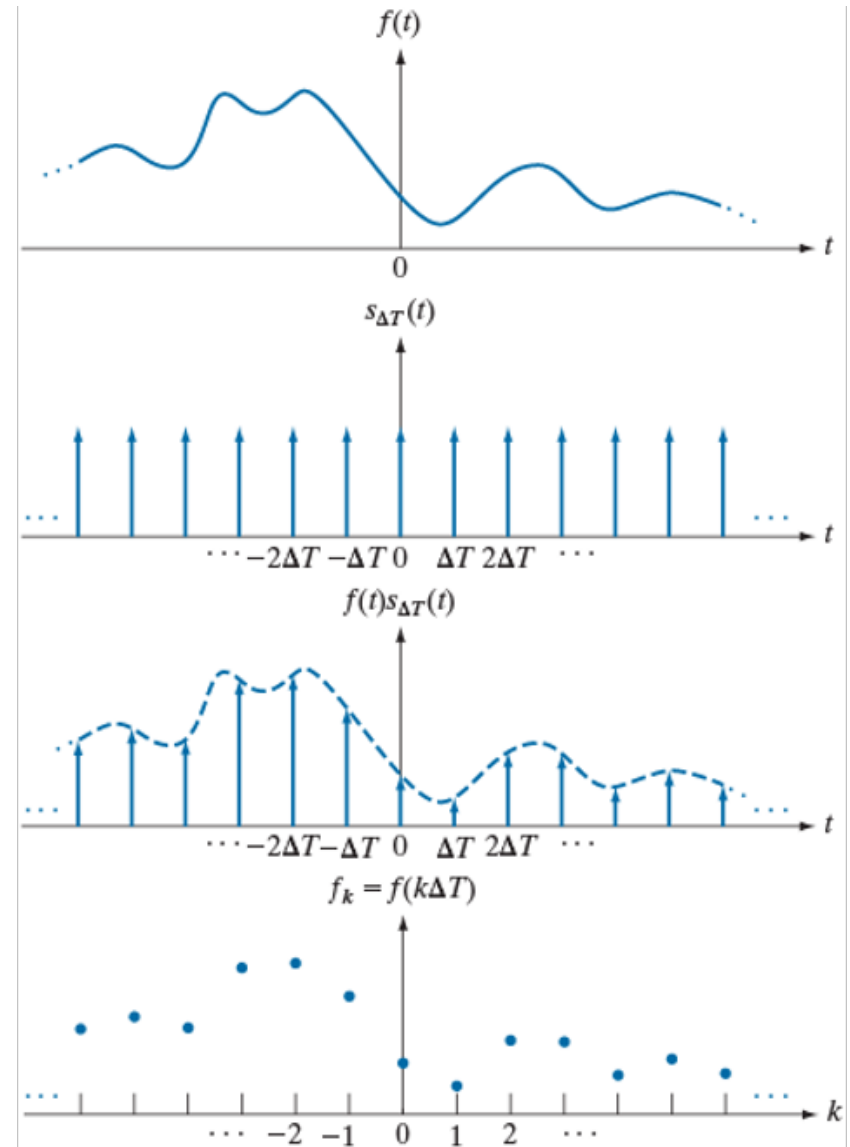 f(t)
t
0
s_ΔT(t)
t
··· −2ΔT −ΔT 0 ΔT 2ΔT ···
f(t)s_ΔT(t)
t
··· −2ΔT −ΔT 0 ΔT 2ΔT ···
f_k = f(kΔT)
k
··· −2 −1 0 1 2 ···